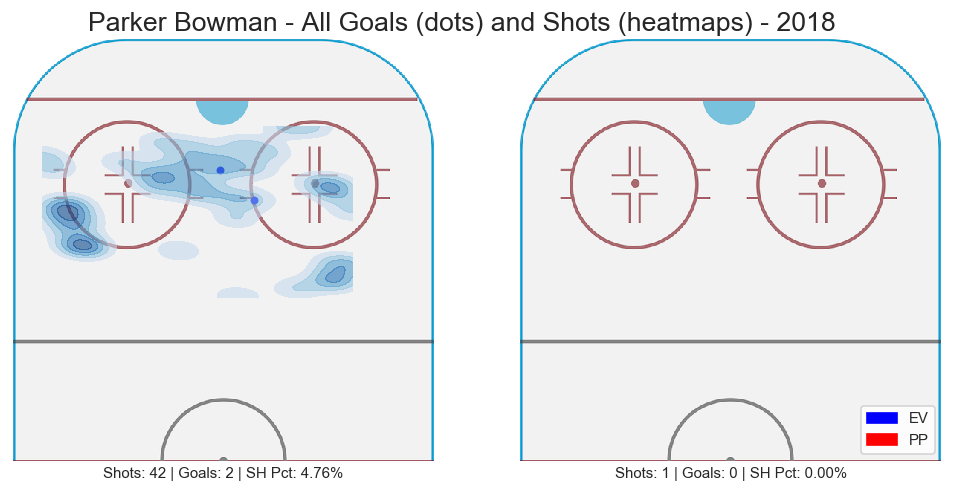 Parker Bowman - All Goals (dots) and Shots (heatmaps) - 2018
EV
PP
Shots: 42 | Goals: 2 | SH Pct: 4.76%
Shots: 1 | Goals: 0 | SH Pct: 0.00%